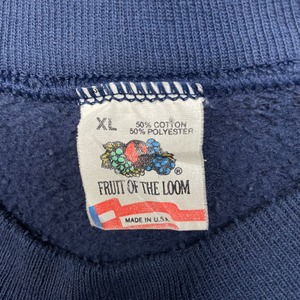 XL
50% COTTON
50% POLYESTER
®
FRUIT OF THE LOOM
MADE IN U.S.A.